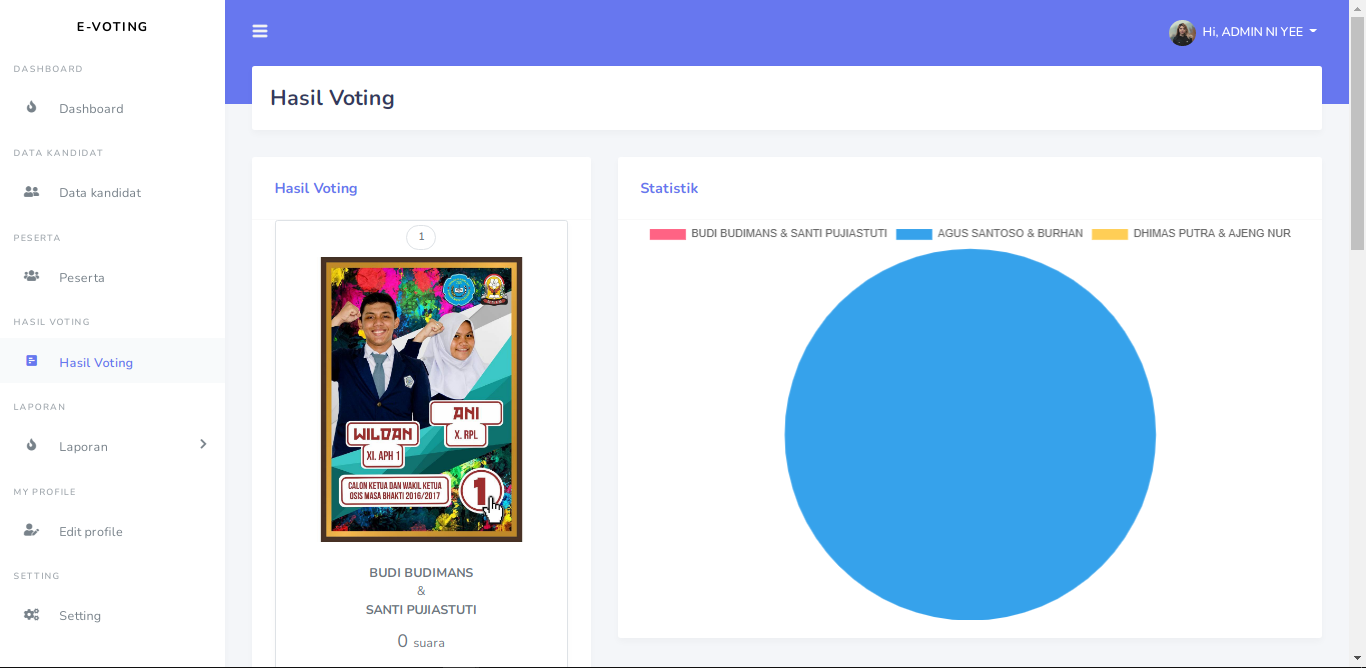 E-VOTING
DASHBOARD
Dashboard
DATA KANDIDAT
Data kandidat
PESERTA
Peserta
HASIL VOTING
Hasil Voting
LAPORAN
Laporan
MY PROFILE
Edit profile
SETTING
Setting
Hi, ADMIN NI YEE
Hasil Voting
Hasil Voting
1
WILDAN
XI. APH 1
ANI
X. RPL
CALON KETUA DAN WAKIL KETUA
OSIS MASA BHAKTI 2016/2017
1
BUDI BUDIMANS
&
SANTI PUJIASTUTI
0 suara
Statistik
BUDI BUDIMANS & SANTI PUJIASTUTI AGUS SANTOSO & BURHAN DHIMAS PUTRA & AJENG NUR